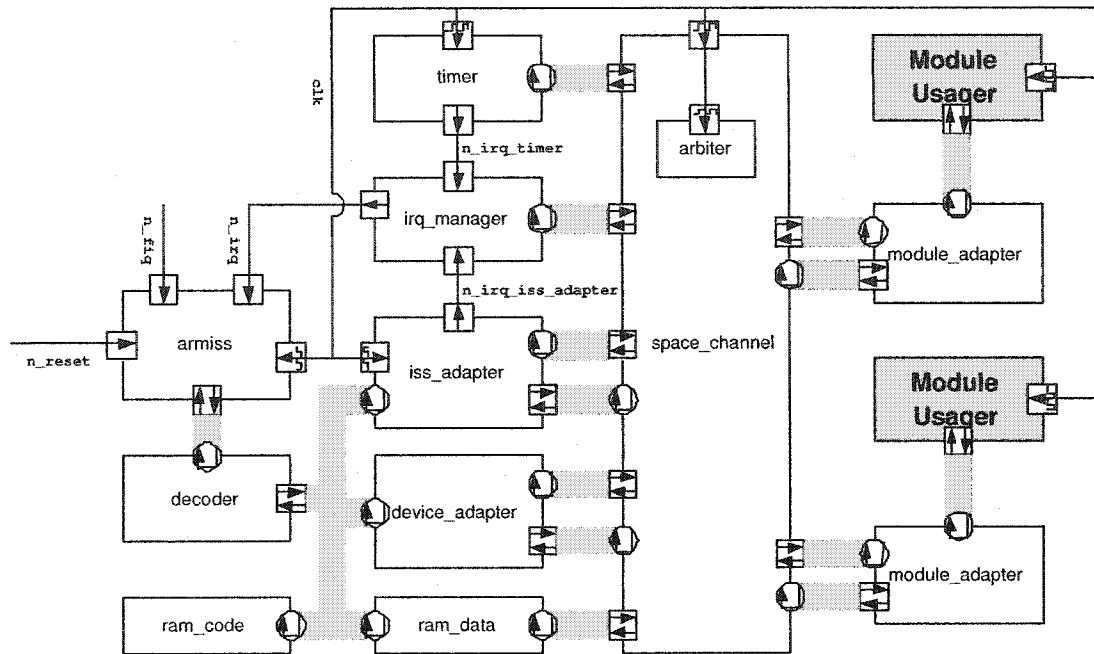 timer
Module
Usager
clk
arbiter
n_irq_timer
n_fiq
n_irq
irq_manager
module_adapter
n_irq_iss_adapter
n_reset
armiss
iss_adapter
space_channel
Module
Usager
decoder
device_adapter
module_adapter
ram_code
ram_data